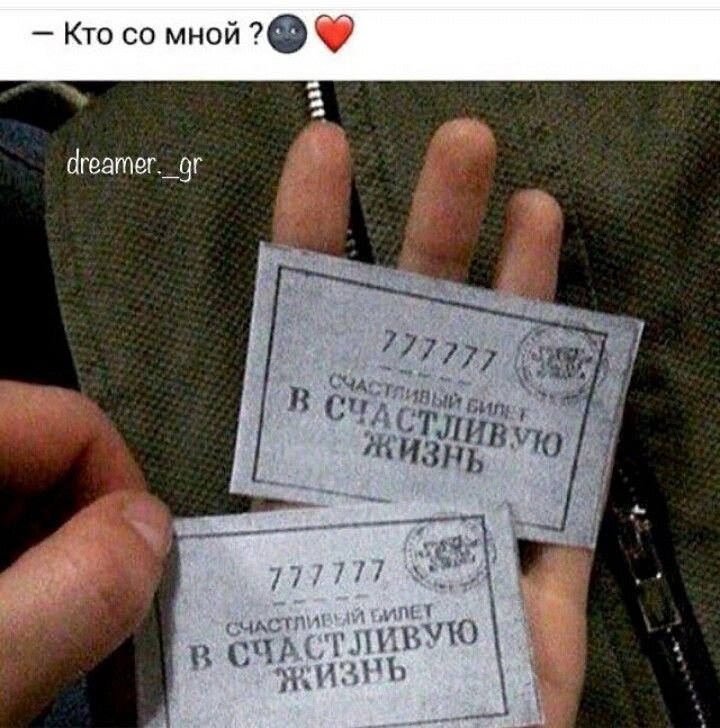 — Кто со мной ?🌚❤️
dreamer._gr
777777
СЧАСТЛИВЫЙ БИЛЕТ
В СЧАСТЛИВУЮ
ЖИЗНЬ
777777
СЧАСТЛИВЫЙ БИЛЕТ
В СЧАСТЛИВУЮ
ЖИЗНЬ